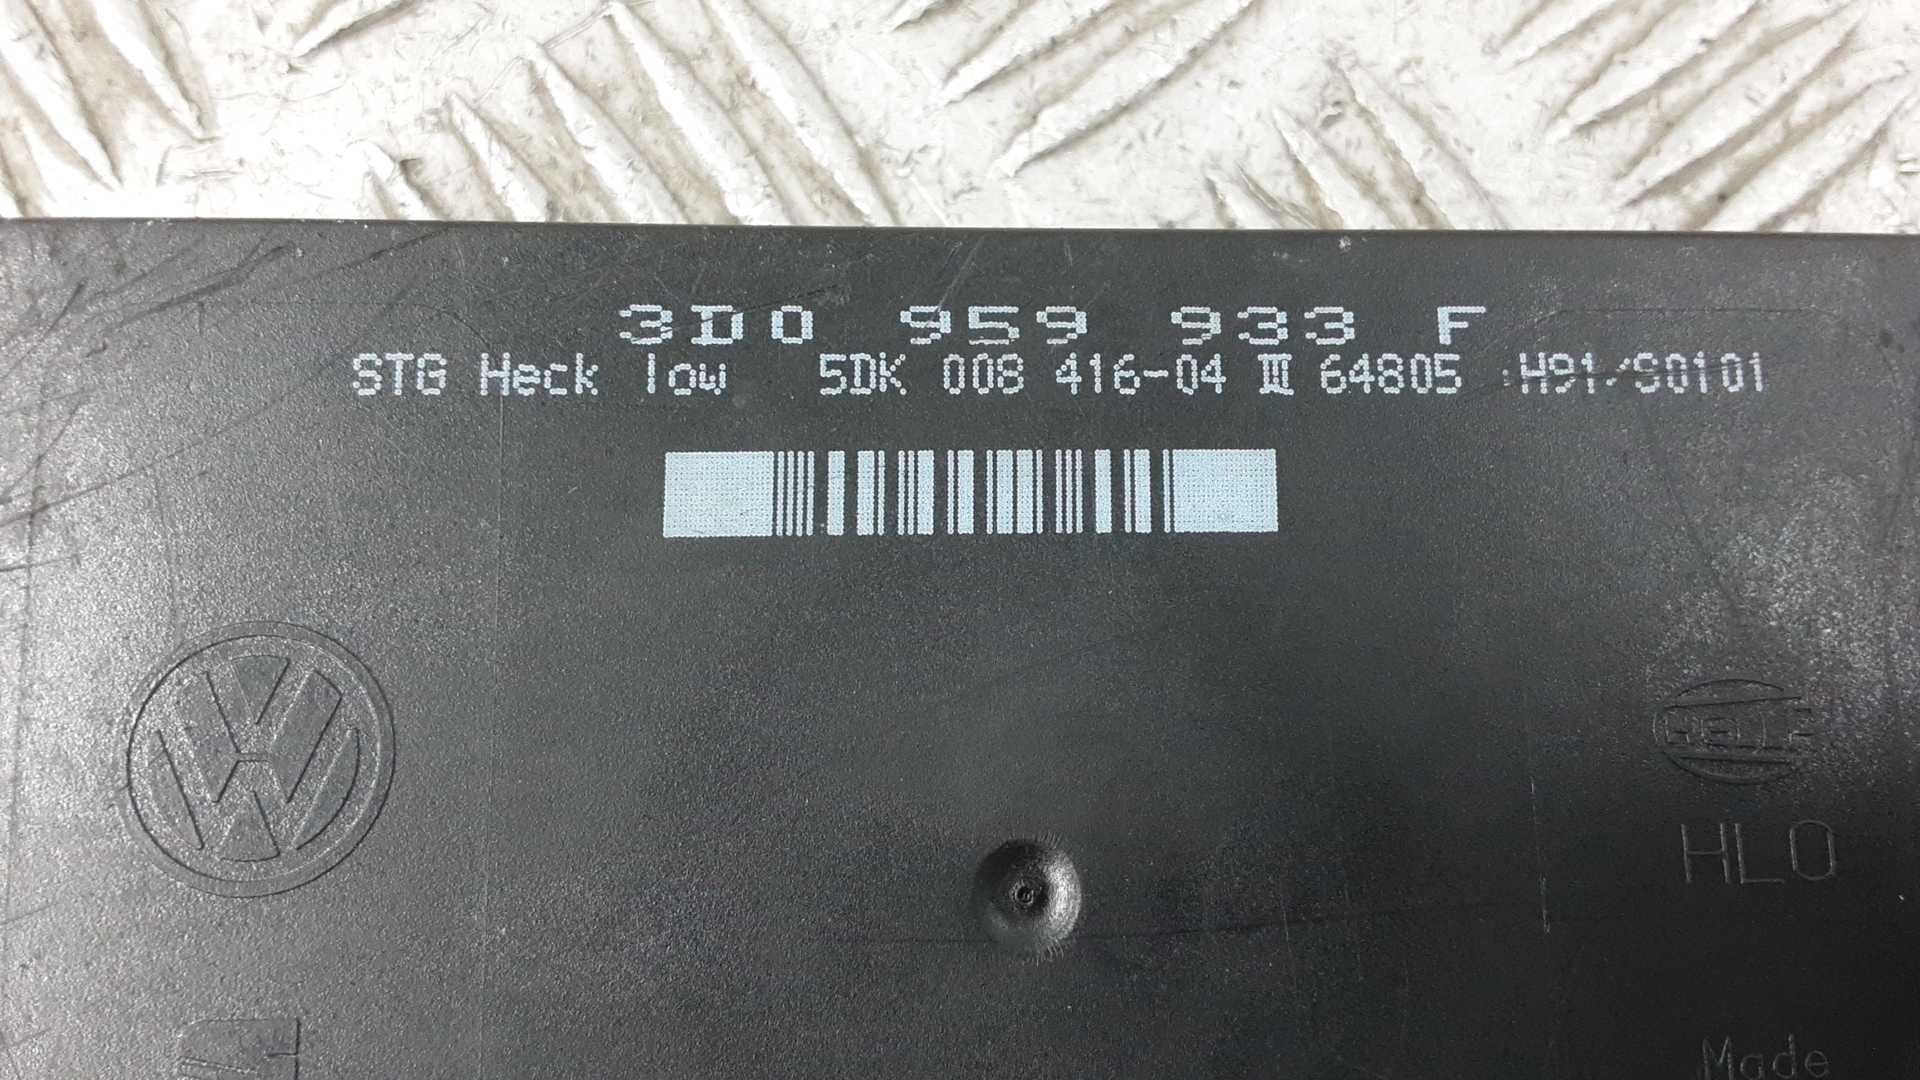 3D0 959 933 F
STG Heck low 5DK 008 416-04 III 64805 H91/S0101
HELLA
HLO
Made